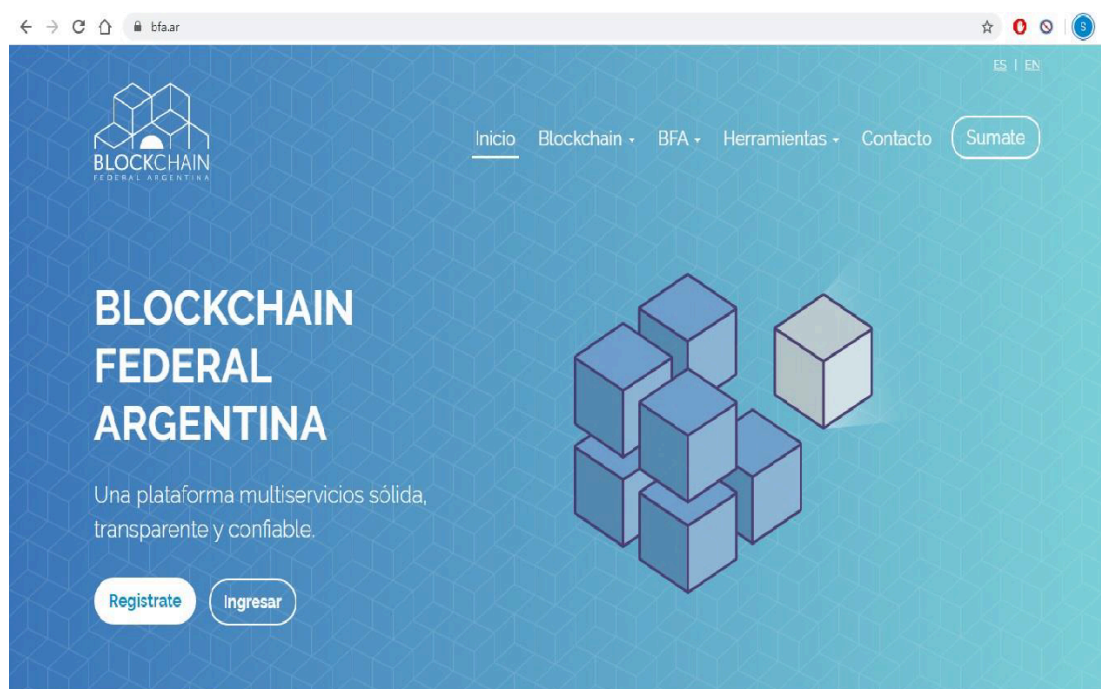 bfa.ar
S
ES | EN
BLOCKCHAIN
FEDERAL ARGENTINA
Inicio Blockchain BFA Herramientas Contacto Sumate
BLOCKCHAIN
FEDERAL
ARGENTINA
Una plataforma multiservicios sólida,
transparente y confiable.
Registrate Ingresar